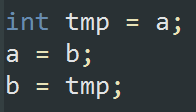 int tmp = a;
a = b;
b = tmp;